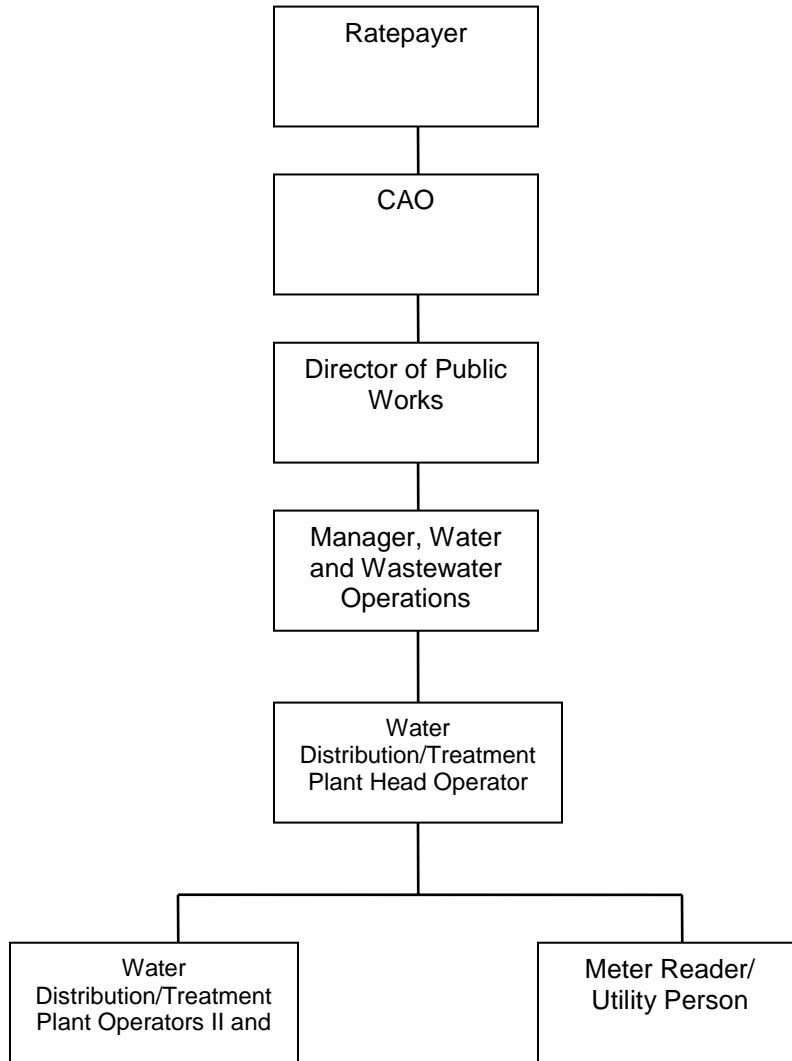 Ratepayer
CAO
Director of Public
Works
Manager, Water
and Wastewater
Operations
Water
Distribution/Treatment
Plant Head Operator
Water
Distribution/Treatment
Plant Operators II and
Meter Reader/
Utility Person